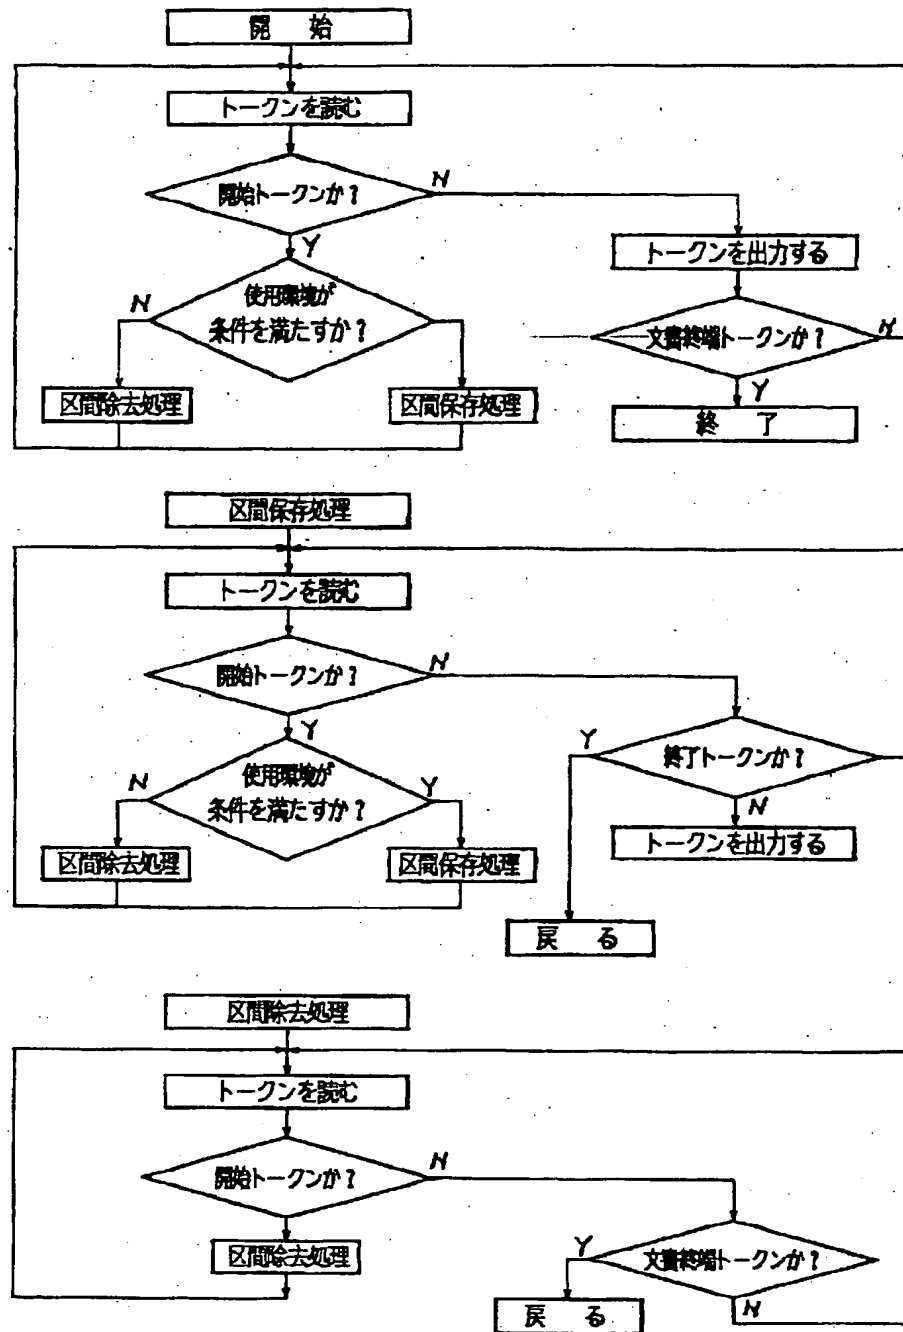 開始
トークンを読む
開始トークンか?
N
Y
トークンを出力する
使用環境が
条件を満たすか?
N
文書終端トークンか?
N
区間除去処理
区間保存処理
Y
終了
区間保存処理
トークンを読む
開始トークンか?
N
Y
終了トークンか?
Y
使用環境が
条件を満たすか?
N
Y
N
トークンを出力する
区間除去処理
区間保存処理
戻る
区間除去処理
トークンを読む
開始トークンか?
N
区間除去処理
Y
文書終端トークンか?
N
戻る